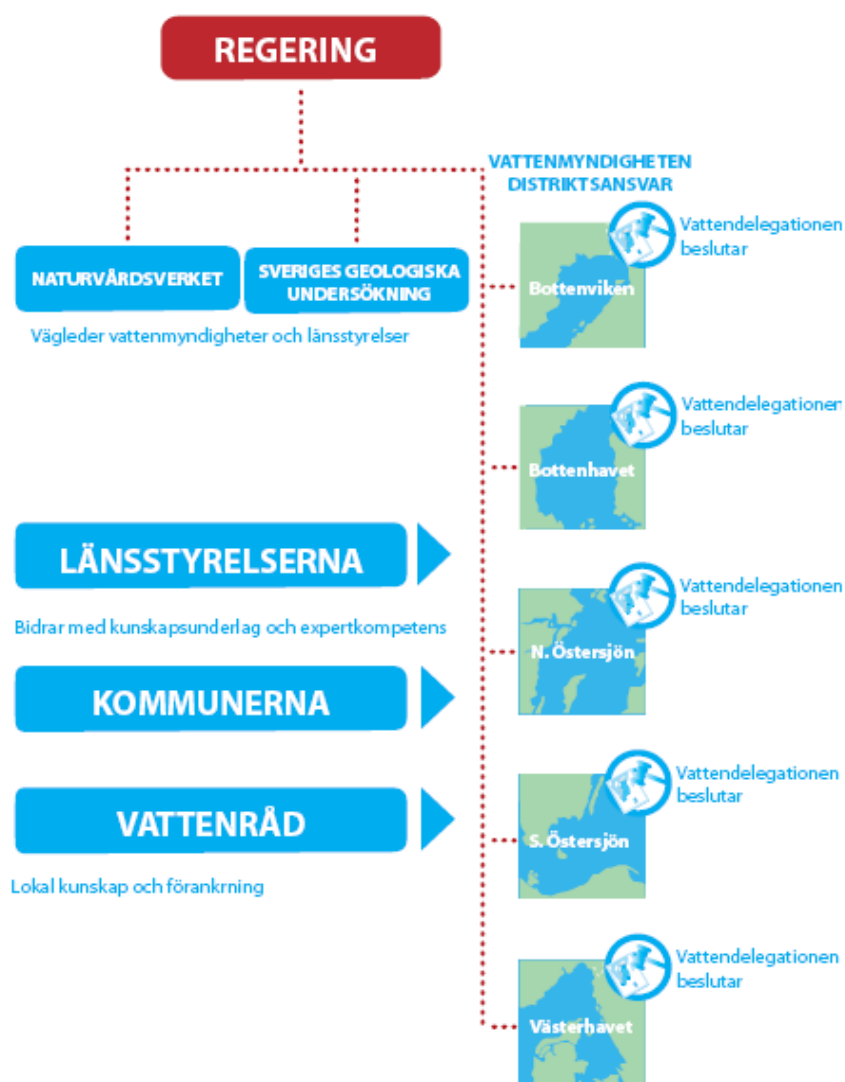 REGERING
VATTENMYNDIGHETEN
DISTRIKTSANSVAR
NATURVÅRDSVERKET
SVERIGES GEOLOGISKA
UNDERSÖKNING
Vägleder vattenmyndigheter och länsstyrelser
Vattendelegationen
beslutar
Bottenviken
Vattendelegationen
beslutar
Bottenhavet
LÄNSSTYRELSERNA
Bidrar med kunskapsunderlag och expertkompetens
KOMMUNERNA
VATTENRÅD
Lokal kunskap och förankrning
Vattendelegationen
beslutar
N. Östersjön
Vattendelegationen
beslutar
S. Östersjön
Vattendelegationen
beslutar
Västerhavet